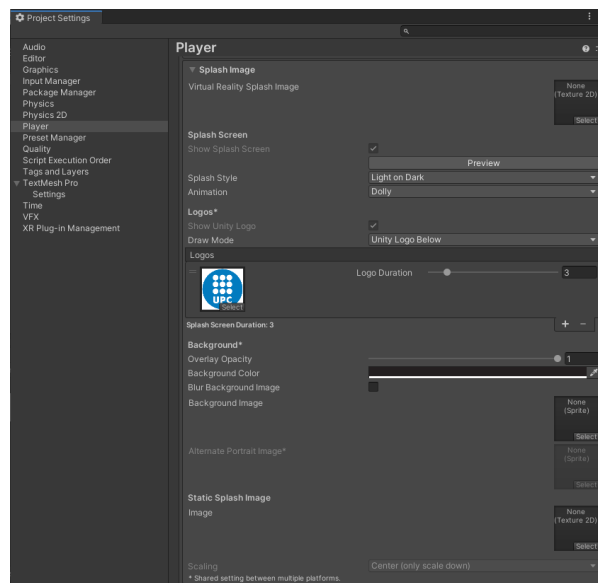 Project Settings
Audio
Editor
Graphics
Input Manager
Package Manager
Physics
Physics 2D
Player
Preset Manager
Quality
Script Execution Order
Tags and Layers
TextMesh Pro
Settings
Time
VFX
XR Plug-in Management
Player
Splash Image
Virtual Reality Splash Image
None
(Texture 2D)
Select
Splash Screen
Show Splash Screen
Preview
Splash Style
Light on Dark
Animation
Dolly
Logos*
Show Unity Logo
Draw Mode
Unity Logo Below
Logos
UPC
Select
Logo Duration
3
Splash Screen Duration: 3
Background*
Overlay Opacity
1
Background Color
Blur Background Image
Background Image
None
(Sprite)
Select
Alternate Portrait Image*
None
(Sprite)
Select
Static Splash Image
Image
None
(Texture 2D)
Select
Scaling
Center (only scale down)
* Shared setting between multiple platforms.